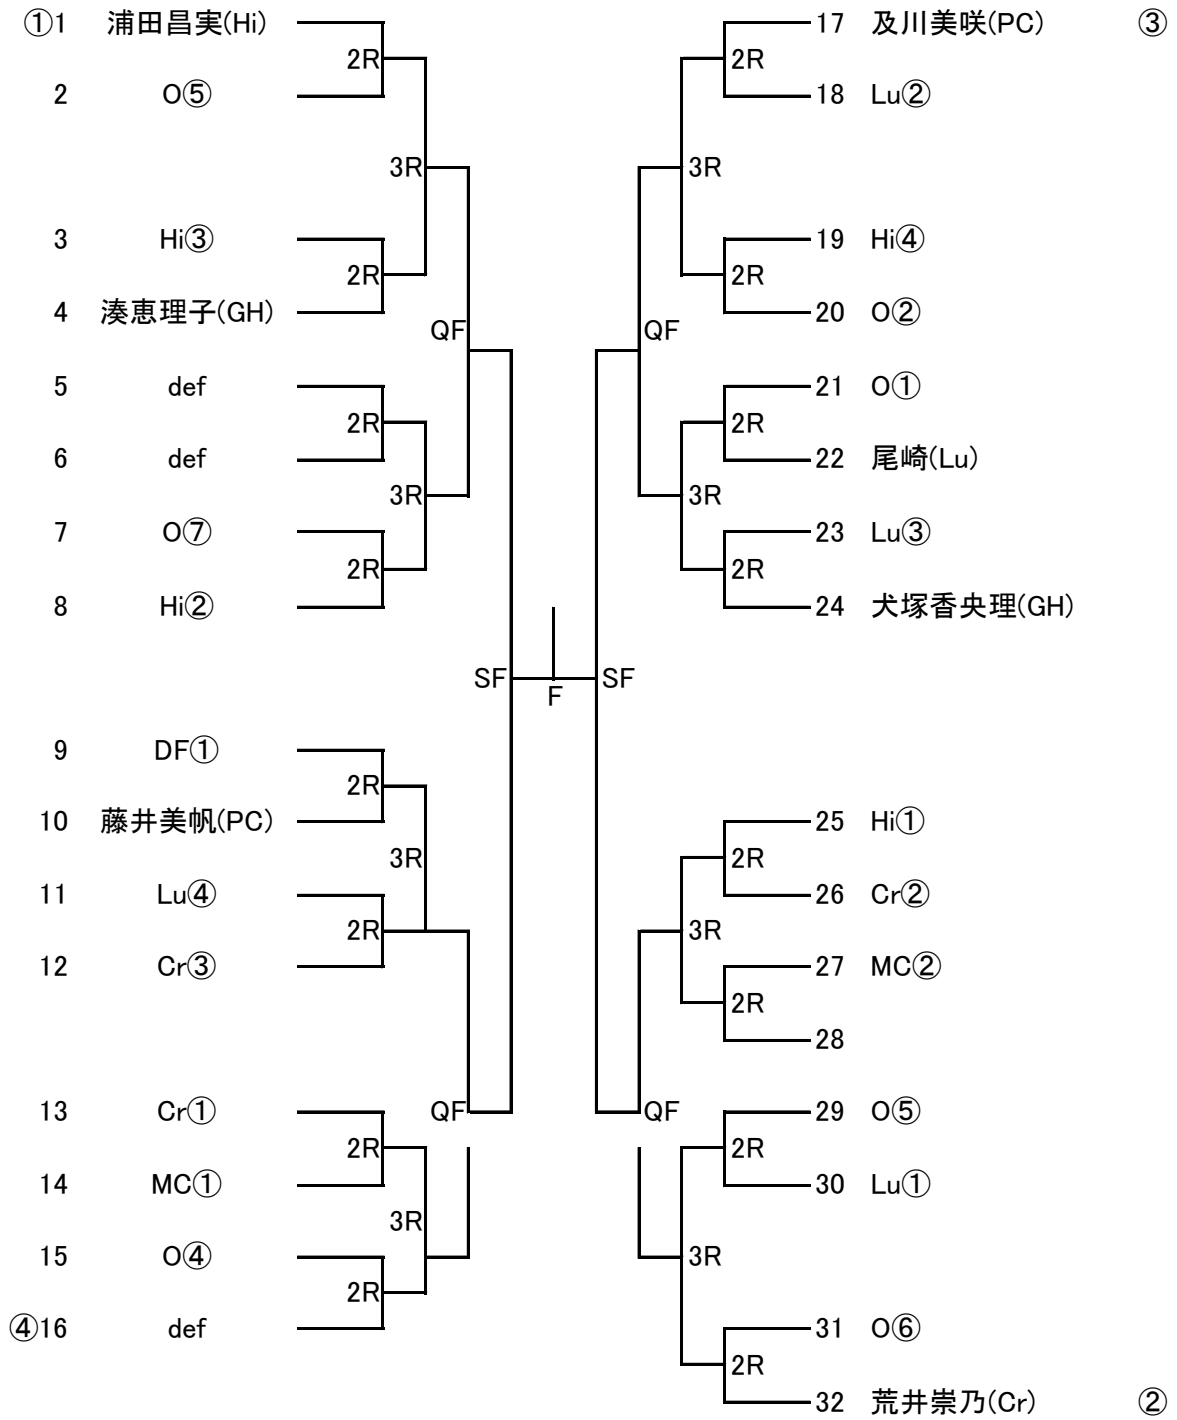 ①1 浦田昌実(Hi)
2R
2 O⑤
3R
3 Hi③
2R
4 湊恵理子(GH)
QF
5 def
2R
6 def
3R
7 O⑦
2R
8 Hi②
SF
F
9 DF①
2R
10 藤井美帆(PC)
3R
11 Lu④
2R
12 Cr③
13 Cr①
QF
2R
14 MC①
3R
15 O④
2R
④16 def
17 及川美咲(PC) ③
2R
18 Lu②
3R
19 Hi④
2R
20 O②
QF
21 O①
2R
22 尾崎(Lu)
3R
23 Lu③
2R
24 犬塚香央理(GH)
SF
25 Hi①
2R
26 Cr②
3R
27 MC②
2R
28
QF
29 O⑤
2R
30 Lu①
3R
31 O⑥
2R
32 荒井崇乃(Cr) ②